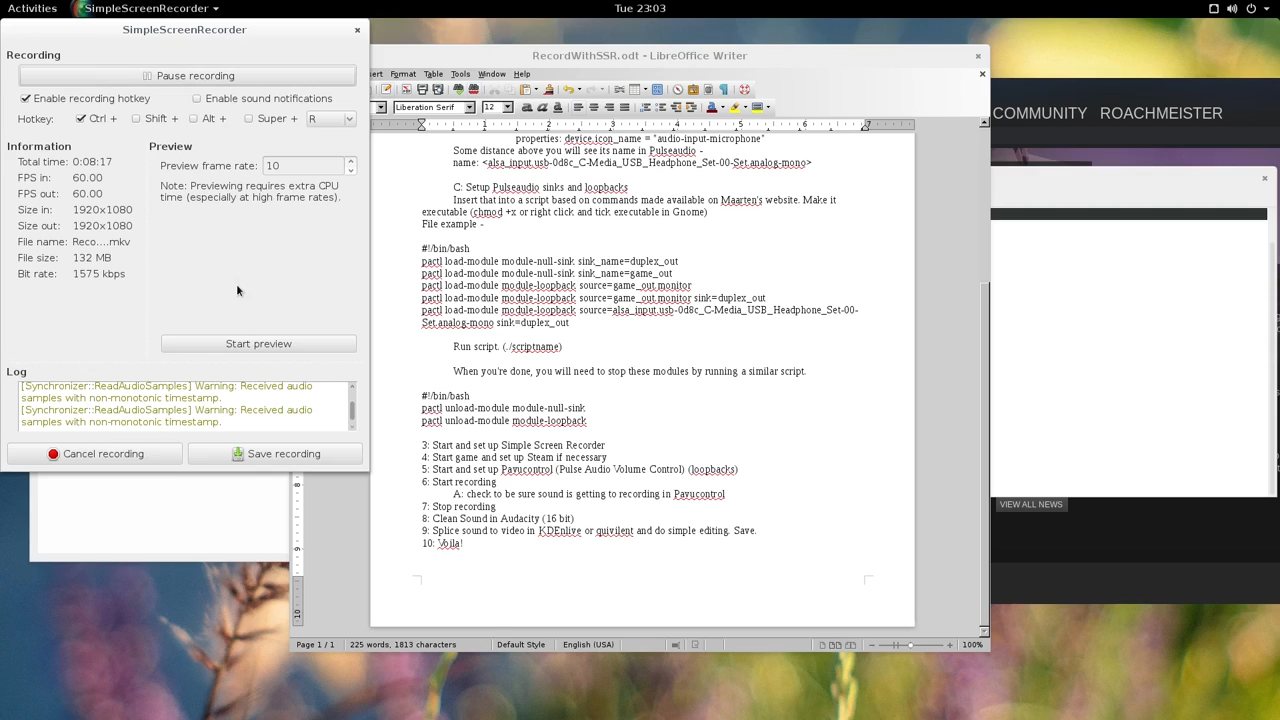 Activities SimpleScreenRecorder Tue 23:03
SimpleScreenRecorder
Recording
Pause recording
Enable recording hotkey Enable sound notifications
Hotkey: Ctrl + Shift + Alt + Super + R
Information
Total time: 0:08:17
FPS in: 60.00
FPS out: 60.00
Size in: 1920x1080
Size out: 1920x1080
File name: Reco....mkv
File size: 132 MB
Bit rate: 1575 kbps
Preview
Preview frame rate: 10
Note: Previewing requires extra CPU
time (especially at high frame rates).
Start preview
Log
[Synchronizer::ReadAudioSamples] Warning: Received audio
samples with non-monotonic timestamp.
[Synchronizer::ReadAudioSamples] Warning: Received audio
samples with non-monotonic timestamp.
Cancel recording Save recording
RecordWithSSR.odt - LibreOffice Writer
ert Format Table Tools Window Help
Liberation Serif 12
1 2 3 4 5 6 7
properties: device.icon_name = "audio-input-microphone"
Some distance above you will see its name in Pulseaudio -
name: <alsa_input.usb-0d8c_C-Media_USB_Headphone_Set-00-Set.analog-mono>
C: Setup Pulseaudio sinks and loopbacks
Insert that into a script based on commands made available on Maarten's website. Make it
executable (chmod +x or right click and tick executable in Gnome)
File example -
#!/bin/bash
pactl load-module module-null-sink sink_name=duplex_out
pactl load-module module-null-sink sink_name=game_out
pactl load-module module-loopback source=game_out.monitor
pactl load-module module-loopback source=game_out.monitor sink=duplex_out
pactl load-module module-loopback source=alsa_input.usb-0d8c_C-Media_USB_Headphone_Set-00-
Set.analog-mono sink=duplex_out
Run script. (./scriptname)
When you're done, you will need to stop these modules by running a similar script.
#!/bin/bash
pactl unload-module module-null-sink
pactl unload-module module-loopback
3: Start and set up Simple Screen Recorder
4: Start game and set up Steam if necessary
5: Start and set up Pavucontrol (Pulse Audio Volume Control) (loopbacks)
6: Start recording
A: check to be sure sound is getting to recording in Pavucontrol
7: Stop recording
8: Clean Sound in Audacity (16 bit)
9: Splice sound to video in KDEnlive or quivilent and do simple editing. Save.
10: Voila!
8
9
10
Page 1 / 1 225 words, 1813 characters Default Style English (USA) 100%
COMMUNITY ROACHMEISTER
VIEW ALL NEWS